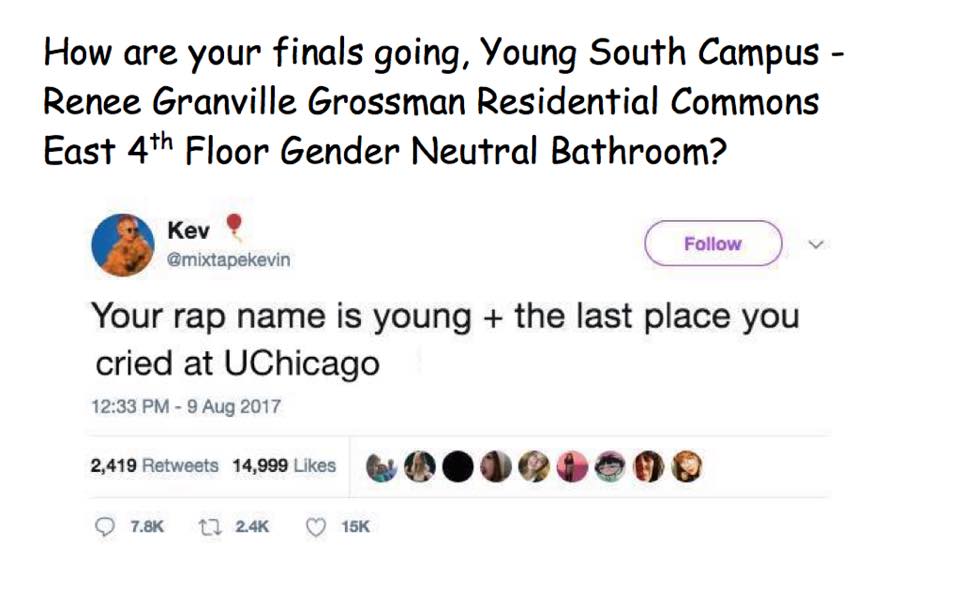 How are your finals going, Young South Campus -
Renee Granville Grossman Residential Commons
East 4th Floor Gender Neutral Bathroom?
Kev
@mixtapekevin
Follow
Your rap name is young + the last place you
cried at UChicago
12:33 PM - 9 Aug 2017
2,419 Retweets 14,999 Likes
7.8K 2.4K 15K